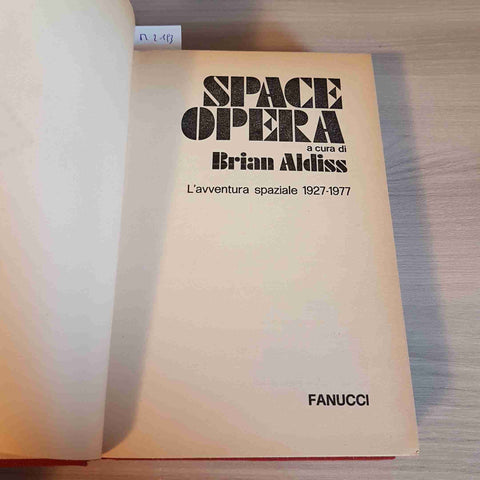 SPACE
OPERA
a cura di
Brian Aldiss
L'avventura spaziale 1927-1977
FANUCCI